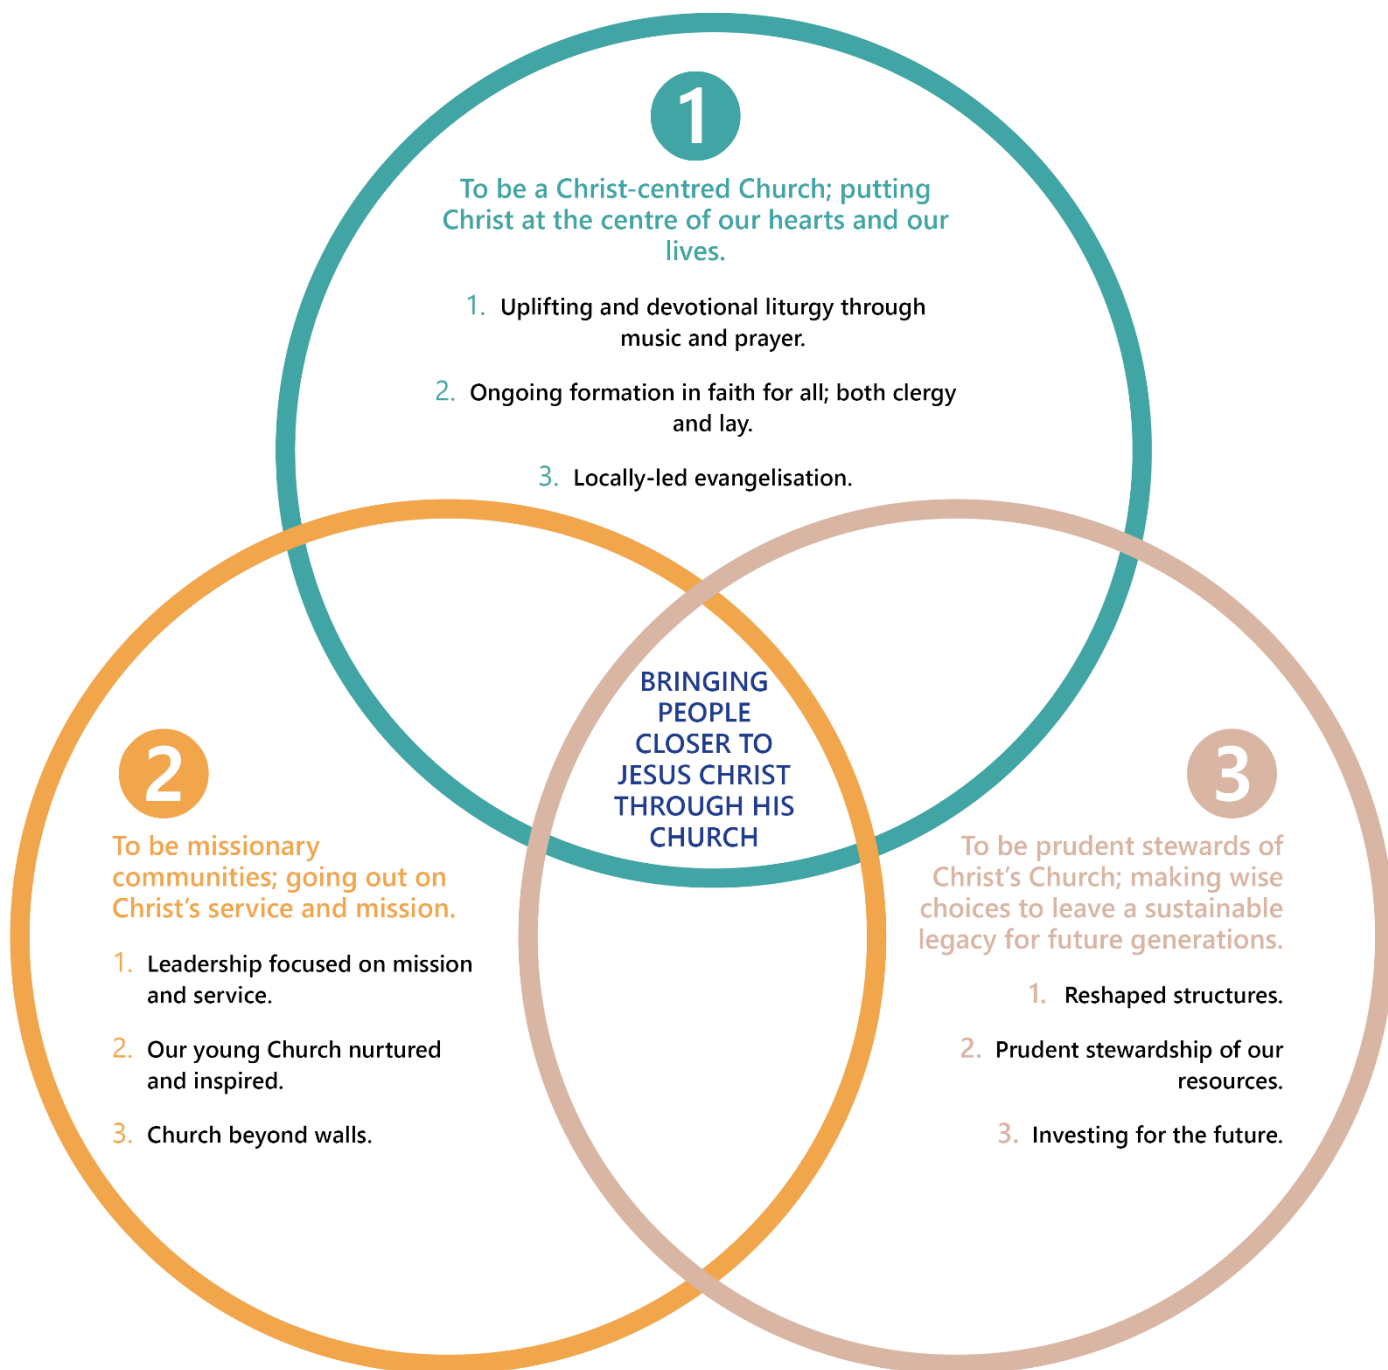 1
To be a Christ-centred Church; putting
Christ at the centre of our hearts and our
lives.
1. Uplifting and devotional liturgy through
music and prayer.
2. Ongoing formation in faith for all; both clergy
and lay.
3. Locally-led evangelisation.
BRINGING
PEOPLE
CLOSER TO
JESUS CHRIST
THROUGH HIS
CHURCH
2
To be missionary
communities; going out on
Christ’s service and mission.
1. Leadership focused on mission
and service.
2. Our young Church nurtured
and inspired.
3. Church beyond walls.
3
To be prudent stewards of
Christ’s Church; making wise
choices to leave a sustainable
legacy for future generations.
1. Reshaped structures.
2. Prudent stewardship of our
resources.
3. Investing for the future.